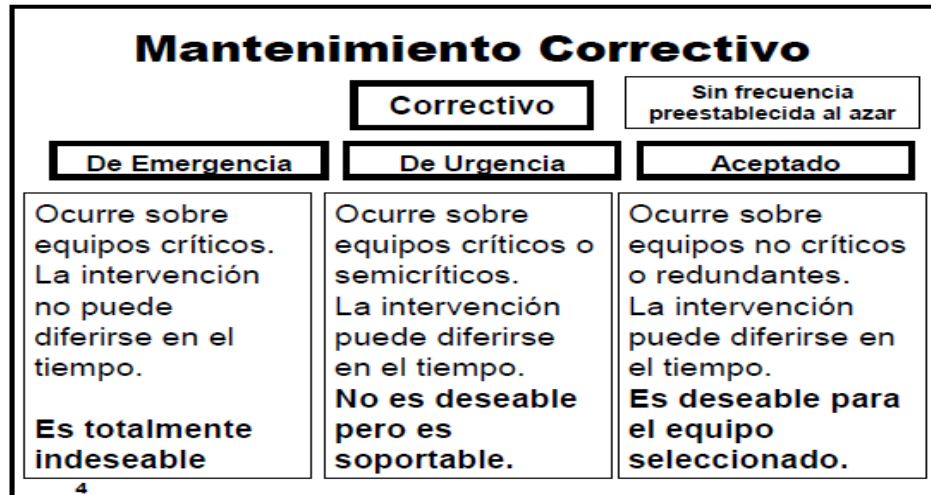 Mantenimiento Correctivo
Correctivo
Sin frecuencia
preestablecida al azar
De Emergencia
De Urgencia
Aceptado
Ocurre sobre
equipos críticos.
La intervención
no puede
diferirse en el
tiempo.
Es totalmente
indeseable
Ocurre sobre
equipos críticos o
semicríticos.
La intervención
puede diferirse
en el tiempo.
No es deseable
pero es
soportable.
Ocurre sobre
equipos no críticos
o redundantes.
La intervención
puede diferirse en
el tiempo.
Es deseable para
el equipo
seleccionado.
4